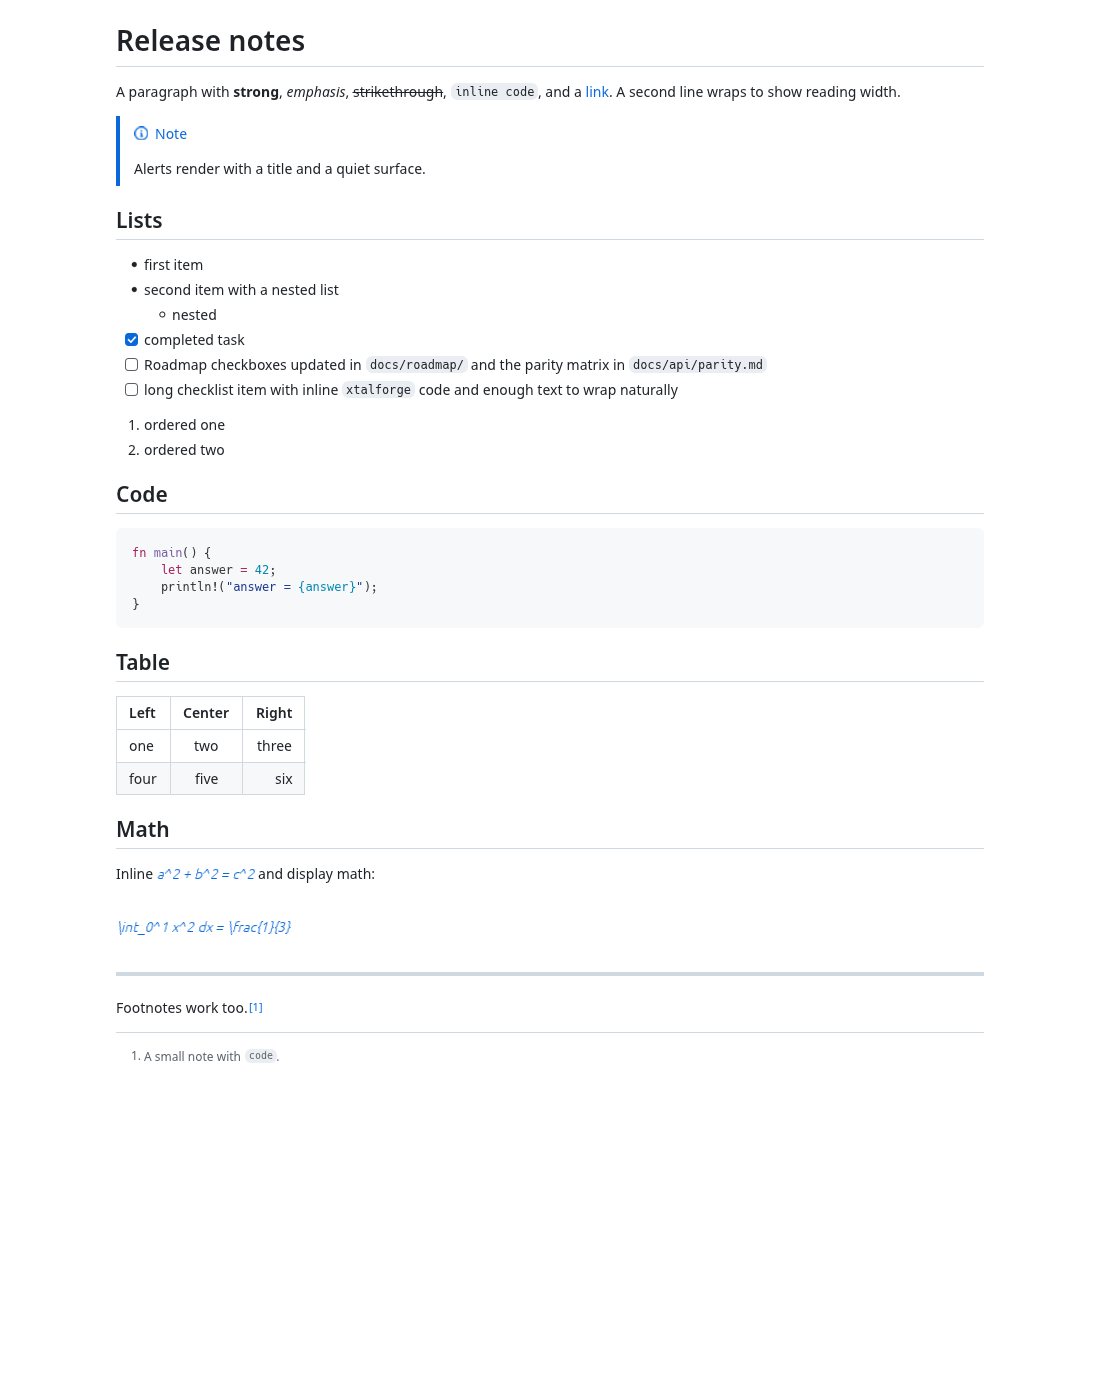 Release notes
A paragraph with strong, emphasis, strikethrough, inline code, and a link. A second line wraps to show reading width.
Note
Alerts render with a title and a quiet surface.
Lists
first item
second item with a nested list
nested
completed task
Roadmap checkboxes updated in docs/roadmap/ and the parity matrix in docs/api/parity.md
long checklist item with inline xtalforge code and enough text to wrap naturally
1. ordered one
2. ordered two
Code
fn main() {
    let answer = 42;
    println!("answer = {answer}");
}
Table
Left Center Right
one two three
four five six
Math
Inline a^2 + b^2 = c^2 and display math:
\int_0^1 x^2 dx = \frac{1}{3}
Footnotes work too.[1]
1. A small note with code.